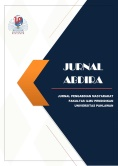 JURNAL
ABDIRA
JURNAL PENGABDIAN MASYARAKAT
FAKULTAS ILMU PENDIDIKAN
UNIVERSITAS PAHLAWAN